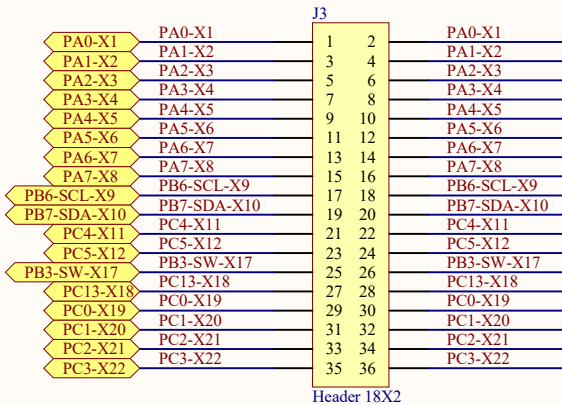 J3
PA0-X1 PA0-X1 1 2 PA0-X1
PA1-X2 PA1-X2 3 4 PA1-X2
PA2-X3 PA2-X3 5 6 PA2-X3
PA3-X4 PA3-X4 7 8 PA3-X4
PA4-X5 PA4-X5 9 10 PA4-X5
PA5-X6 PA5-X6 11 12 PA5-X6
PA6-X7 PA6-X7 13 14 PA6-X7
PA7-X8 PA7-X8 15 16 PA7-X8
PB6-SCL-X9 PB6-SCL-X9 17 18 PB6-SCL-X9
PB7-SDA-X10 PB7-SDA-X10 19 20 PB7-SDA-X10
PC4-X11 PC4-X11 21 22 PC4-X11
PC5-X12 PC5-X12 23 24 PC5-X12
PB3-SW-X17 PB3-SW-X17 25 26 PB3-SW-X17
PC13-X18 PC13-X18 27 28 PC13-X18
PC0-X19 PC0-X19 29 30 PC0-X19
PC1-X20 PC1-X20 31 32 PC1-X20
PC2-X21 PC2-X21 33 34 PC2-X21
PC3-X22 PC3-X22 35 36 PC3-X22
Header 18X2